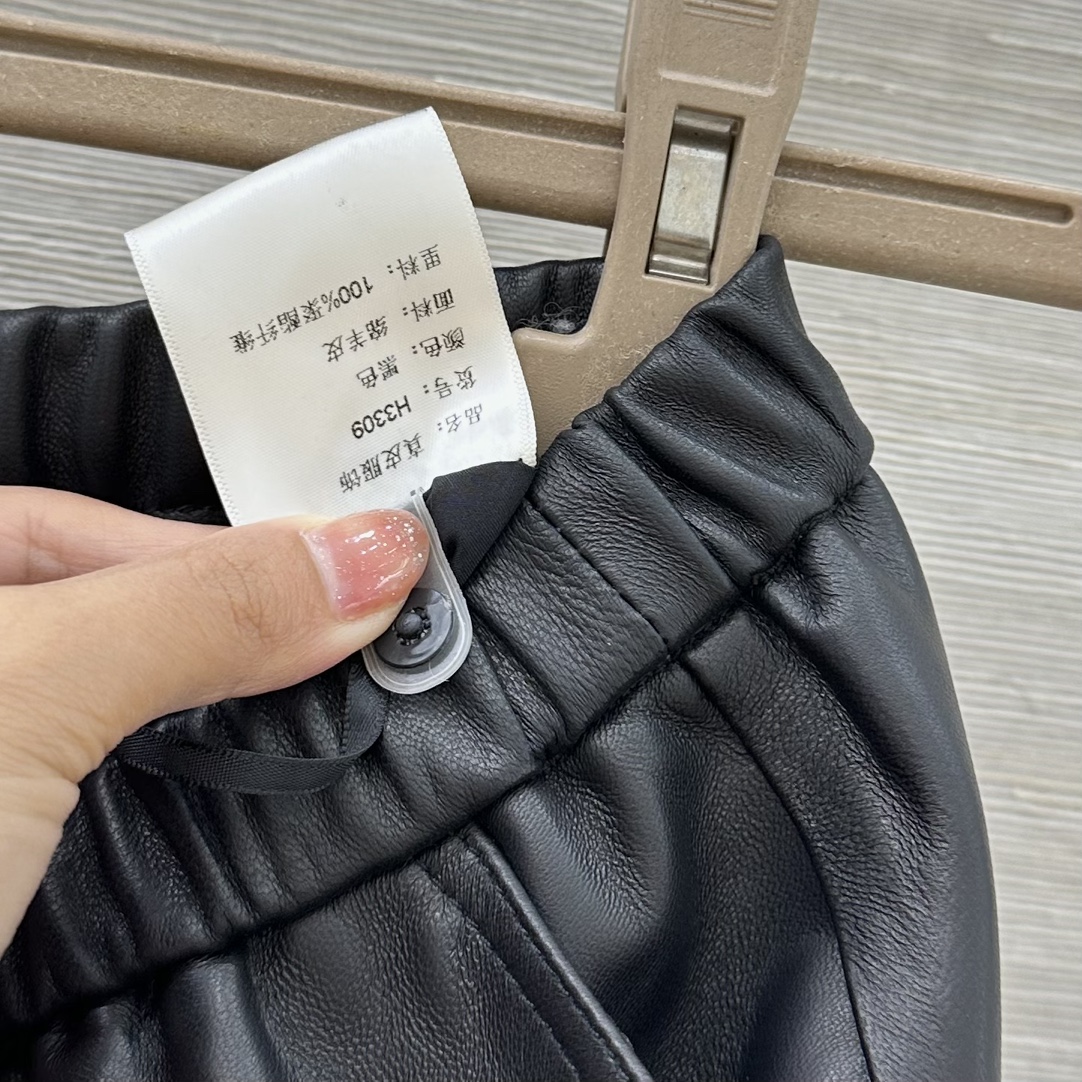 品名: 真皮服饰
货号: H3309
颜色: 黑色
面料: 绵羊皮
里料: 100%聚酯纤维